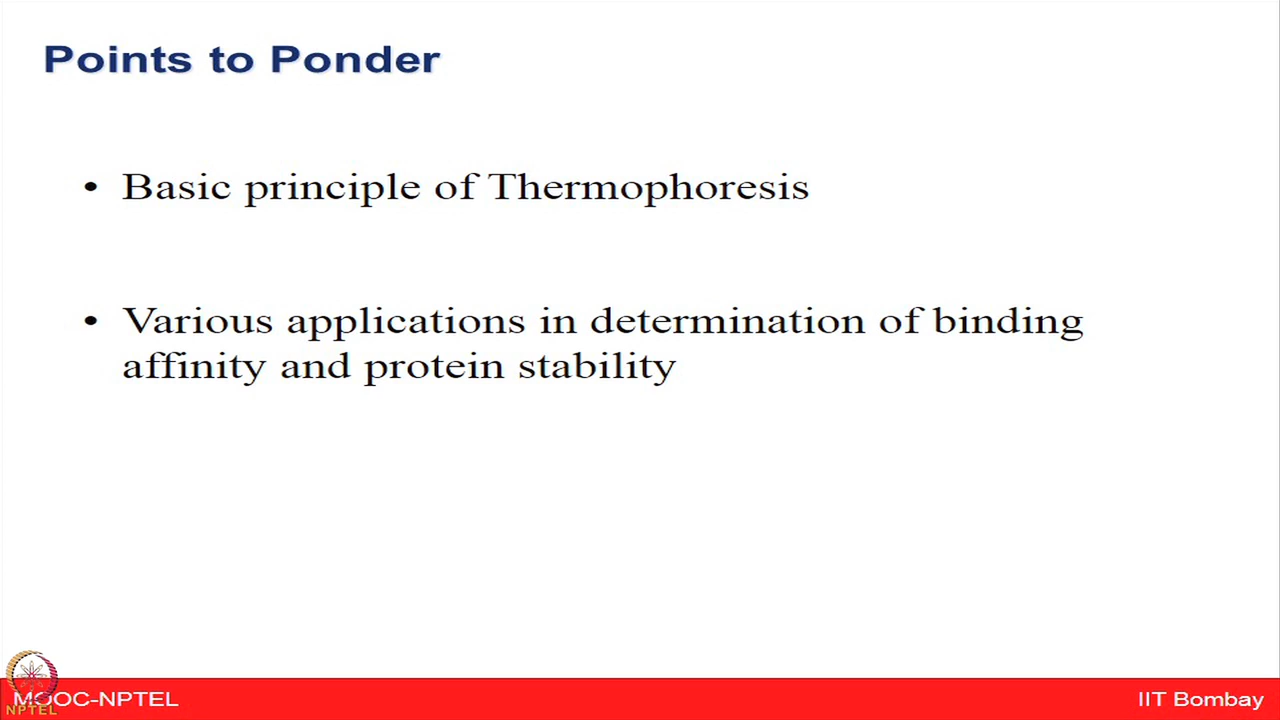 Points to Ponder
• Basic principle of Thermophoresis
• Various applications in determination of binding
affinity and protein stability
MOOC-NPTEL
NPTEL
IIT Bombay